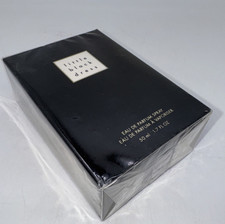 little
black
dress
EAU DE PARFUM SPRAY
EAU DE PARFUM À VAPORISER
50 ml · 1.7 FL. OZ